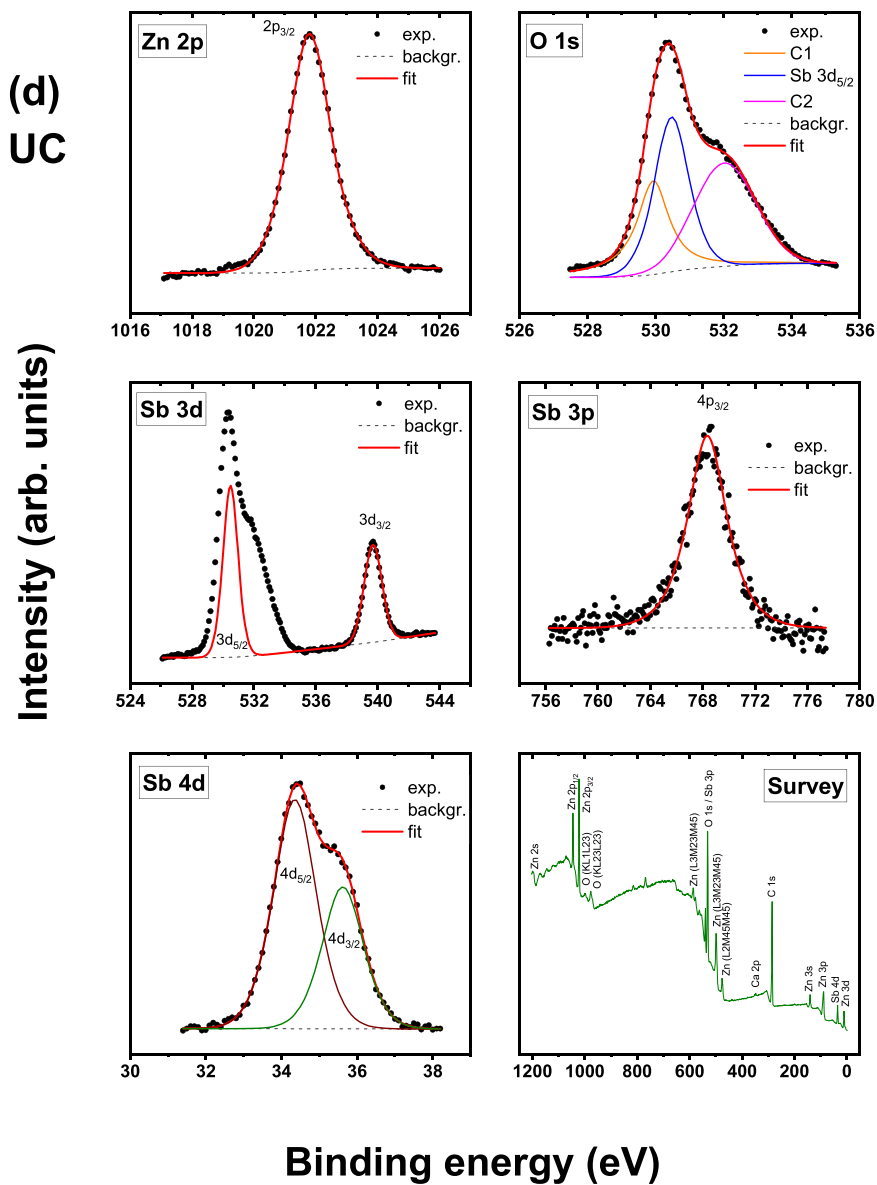 (d)
UC
Intensity (arb. units)
Zn 2p
2p3/2
exp.
backgr.
fit
1016 1018 1020 1022 1024 1026
O 1s
exp.
C1
Sb 3d5/2
C2
backgr.
fit
526 528 530 532 534 536
Sb 3d
exp.
backgr.
fit
3d5/2
3d3/2
524 528 532 536 540 544
Sb 3p
4p3/2
exp.
backgr.
fit
756 760 764 768 772 776 780
Sb 4d
exp.
backgr.
fit
4d5/2
4d3/2
30 32 34 36 38
Survey
Zn 2s
Zn 2p1/2
Zn 2p3/2
O (KL1L23)
O (KL23L23)
Zn (L3M23M45)
O 1s / Sb 3p
Zn (L3M23M45)
Zn (L2M45M45)
Ca 2p
C 1s
Zn 3s
Zn 3p
Sb 4d
Zn 3d
1200 1000 800 600 400 200 0
Binding energy (eV)